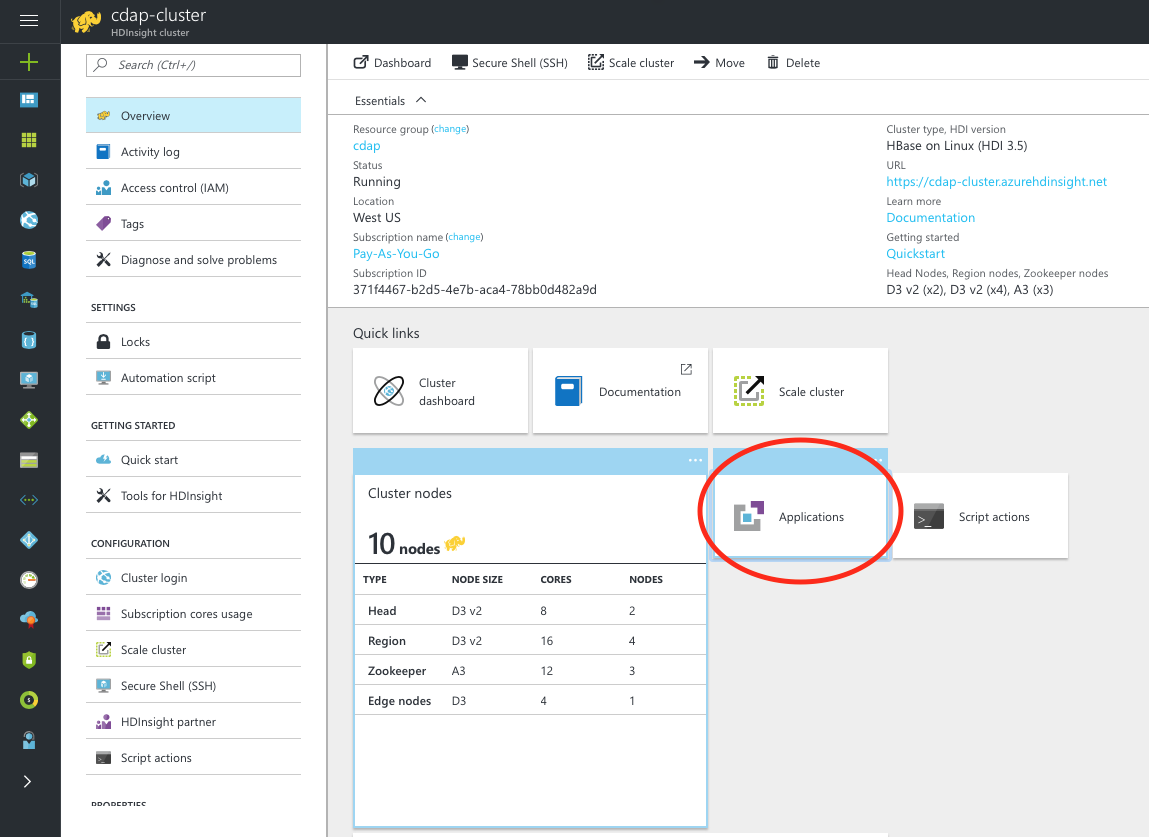 cdap-cluster
HDInsight cluster
Search (Ctrl+/)
Overview
Activity log
Access control (IAM)
Tags
Diagnose and solve problems
SETTINGS
Locks
Automation script
GETTING STARTED
Quick start
Tools for HDInsight
CONFIGURATION
Cluster login
Subscription cores usage
Scale cluster
Secure Shell (SSH)
HDInsight partner
Script actions
PROPERTIES
Dashboard Secure Shell (SSH) Scale cluster Move Delete
Essentials
Resource group (change)
cdap
Status
Running
Location
West US
Subscription name (change)
Pay-As-You-Go
Subscription ID
371f4467-b2d5-4e7b-aca4-78bb0d482a9d
Cluster type, HDI version
HBase on Linux (HDI 3.5)
URL
https://cdap-cluster.azurehdinsight.net
Learn more
Documentation
Getting started
Quickstart
Head Nodes, Region nodes, Zookeeper nodes
D3 v2 (x2), D3 v2 (x4), A3 (x3)
Quick links
Cluster
dashboard
Documentation
Scale cluster
Cluster nodes
10 nodes
TYPE NODE SIZE CORES NODES
Head D3 v2 8 2
Region D3 v2 16 4
Zookeeper A3 12 3
Edge nodes D3 4 1
Applications
Script actions
SQL